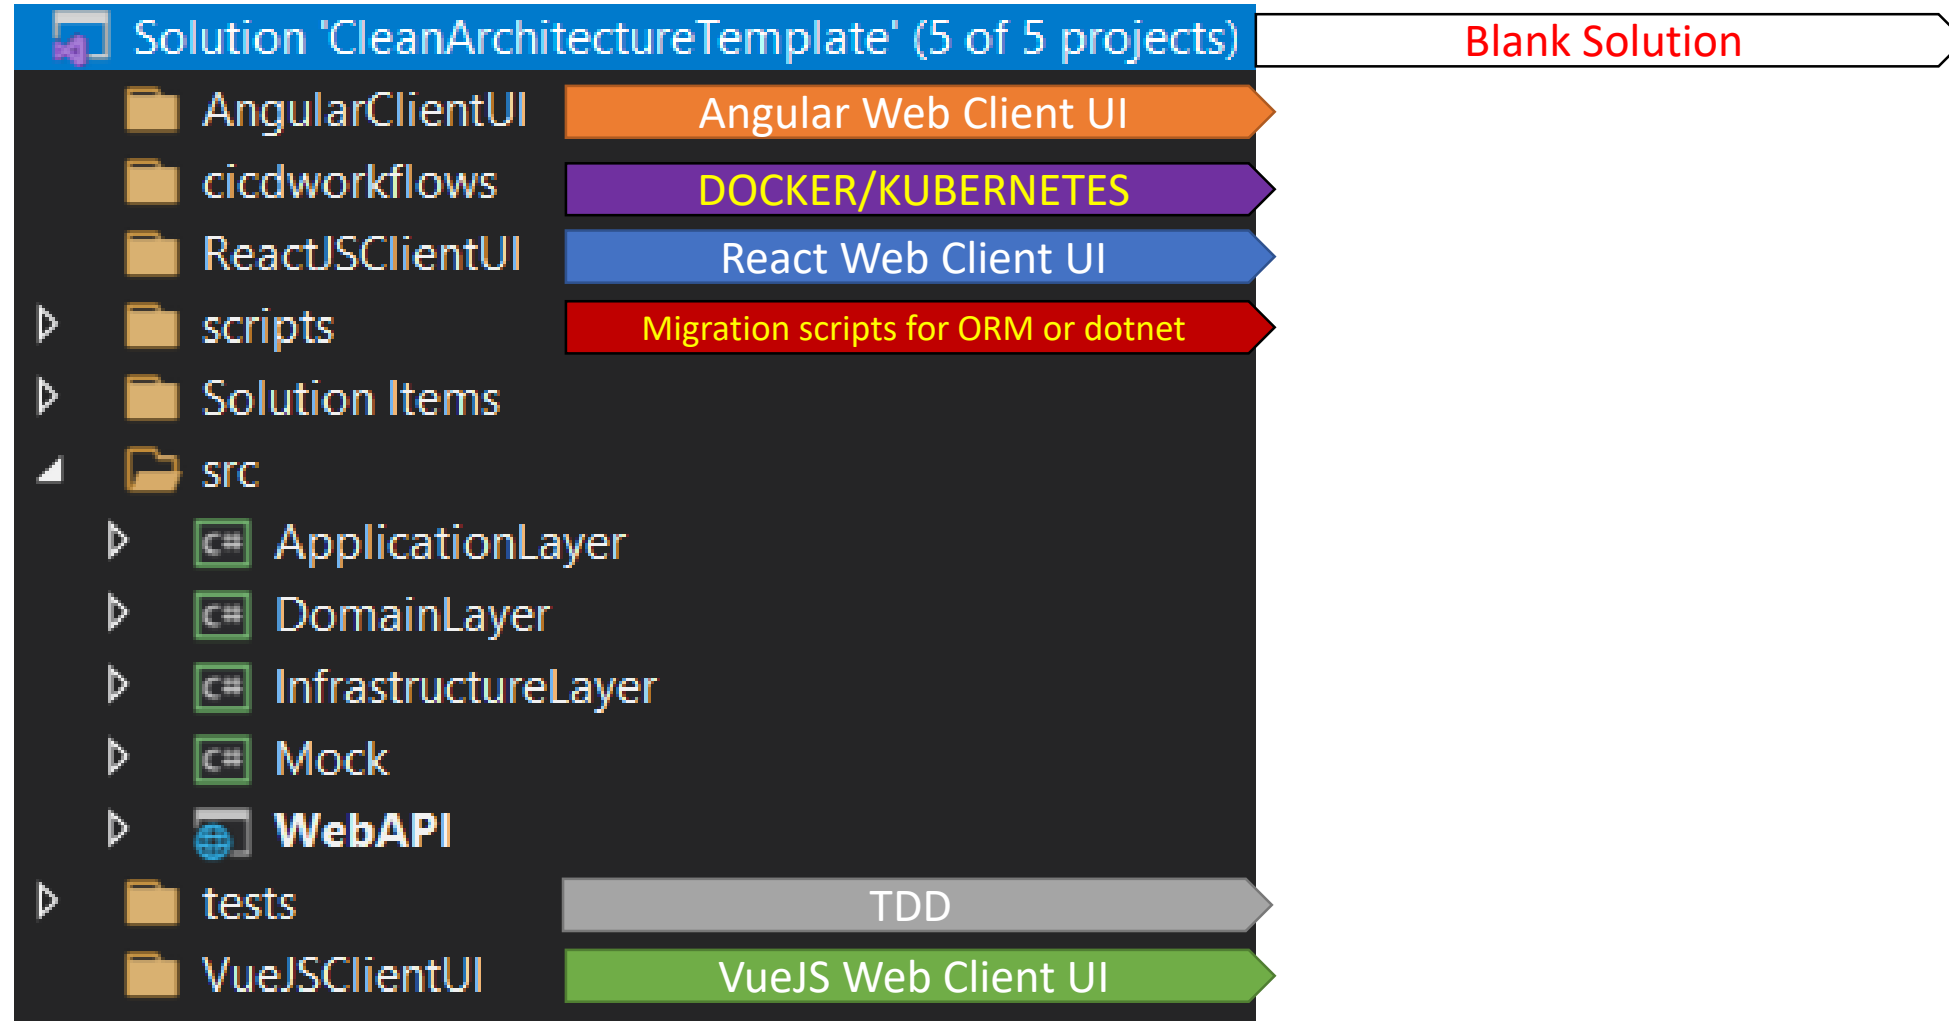 Solution 'CleanArchitectureTemplate' (5 of 5 projects) Blank Solution
AngularClientUI Angular Web Client UI
cicdworkflows DOCKER/KUBERNETES
ReactJSClientUI React Web Client UI
scripts Migration scripts for ORM or dotnet
Solution Items
src
C# ApplicationLayer
C# DomainLayer
C# InfrastructureLayer
C# Mock
WebAPI
tests TDD
VueJSClientUI VueJS Web Client UI